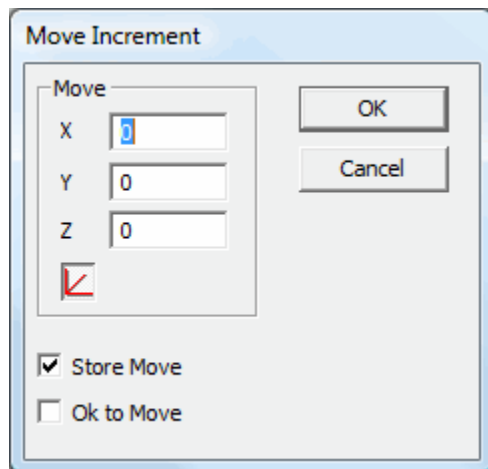 Move Increment
Move
X 0
Y 0
Z 0
OK
Cancel
Store Move
Ok to Move